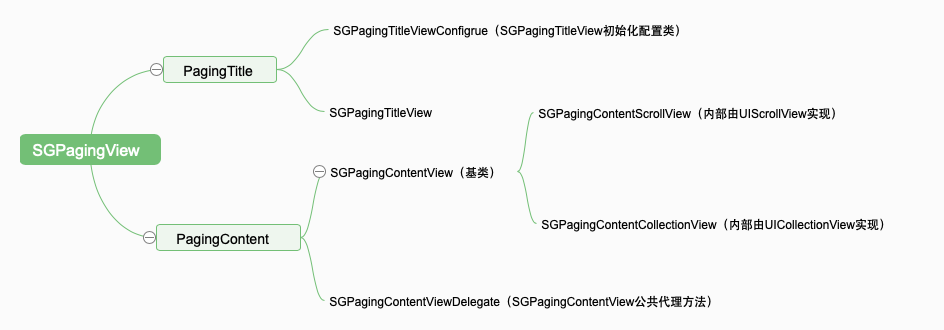 SGPagingTitleViewConfigrue（SGPagingTitleView初始化配置类）
PagingTitle
SGPagingTitleView
SGPagingContentScrollView（内部由UIScrollView实现）
SGPagingView
SGPagingContentView（基类）
SGPagingContentCollectionView（内部由UICollectionView实现）
PagingContent
SGPagingContentViewDelegate（SGPagingContentView公共代理方法）